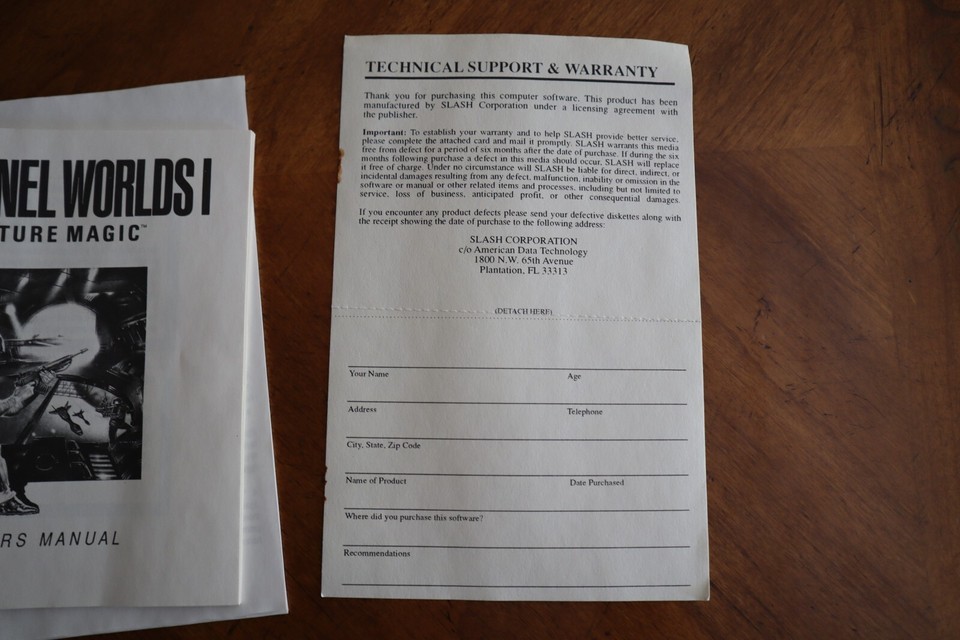 NEL WORLDS I
TURE MAGIC™
RS MANUAL
TECHNICAL SUPPORT & WARRANTY
Thank you for purchasing this computer software. This product has been
manufactured by SLASH Corporation under a licensing agreement with
the publisher.
Important: To establish your warranty and to help SLASH provide better service,
please complete the attached card and mail it promptly. SLASH warrants this media
free from defect for a period of six months after the date of purchase. If during the six
months following purchase a defect in this media should occur, SLASH will replace
it free of charge. Under no circumstance will SLASH be liable for direct, indirect, or
incidental damages resulting from any defect, malfunction, inability or omission in the
software or manual or other related items and processes, including but not limited to
service, loss of business, anticipated profit, or other consequential damages.
If you encounter any product defects please send your defective diskettes along with
the receipt showing the date of purchase to the following address:
SLASH CORPORATION
c/o American Data Technology
1800 N.W. 65th Avenue
Plantation, FL 33313
(DETACH HERE)
Your Name Age
Address Telephone
City, State, Zip Code
Name of Product Date Purchased
Where did you purchase this software?
Recommendations